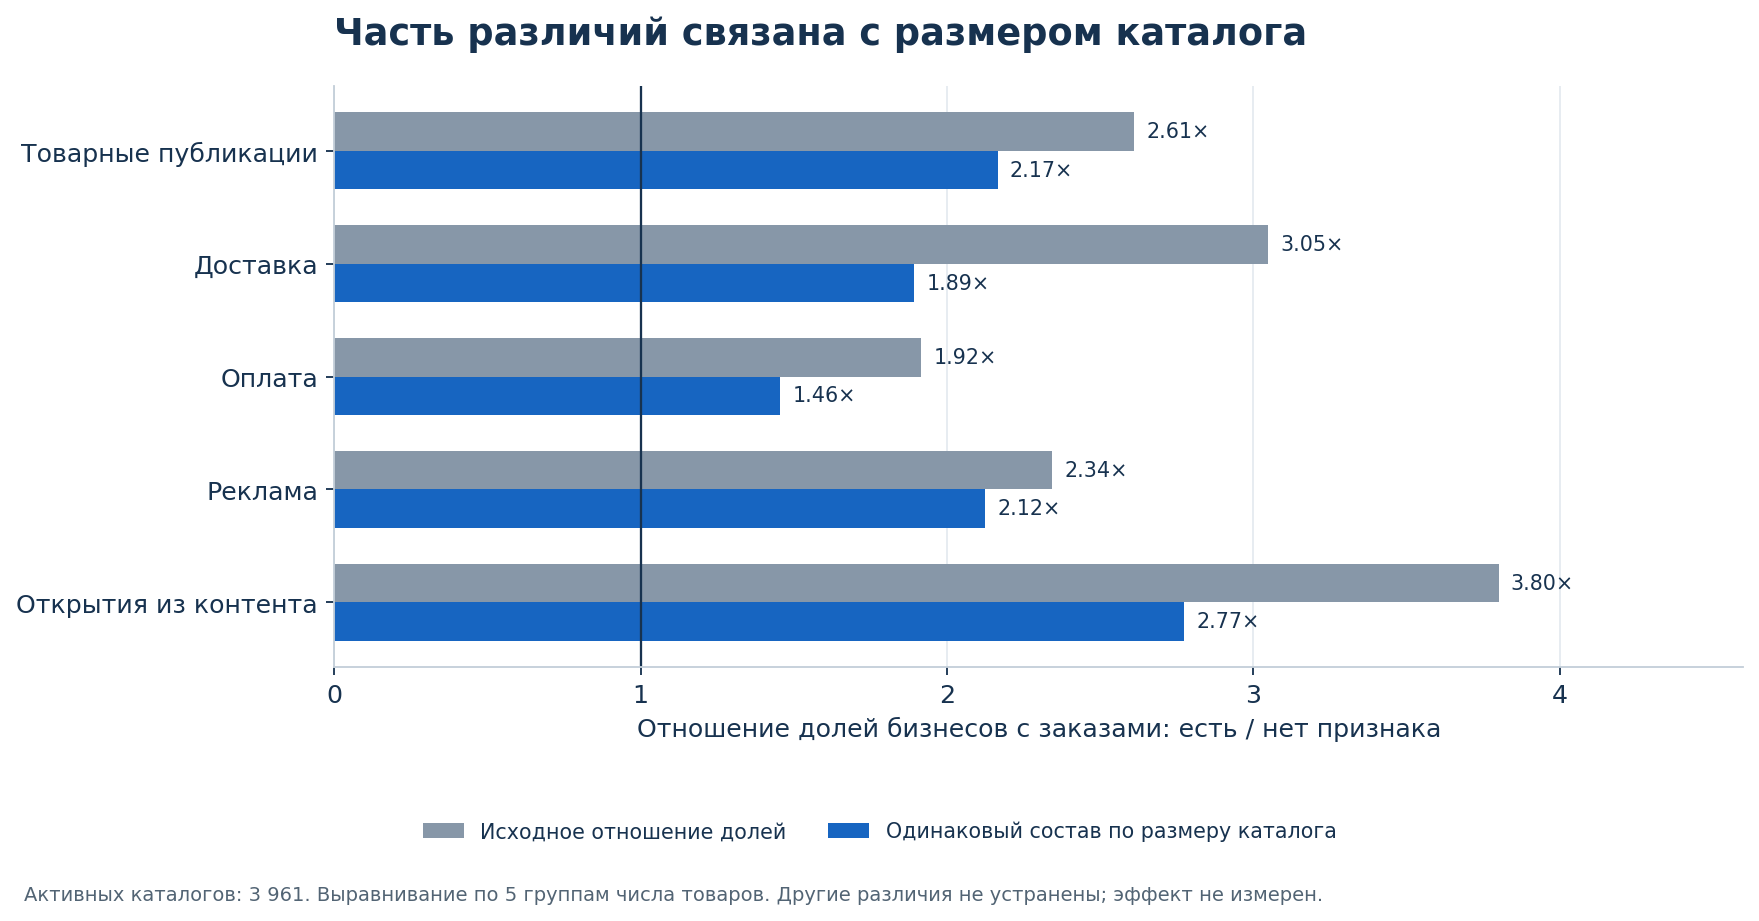 Часть различий связана с размером каталога
Товарные публикации
2.61×
2.17×
Доставка
3.05×
1.89×
Оплата
1.92×
1.46×
Реклама
2.34×
2.12×
Открытия из контента
3.80×
2.77×
0 1 2 3 4
Отношение долей бизнесов с заказами: есть / нет признака
Исходное отношение долей
Одинаковый состав по размеру каталога
Активных каталогов: 3 961. Выравнивание по 5 группам числа товаров. Другие различия не устранены; эффект не измерен.